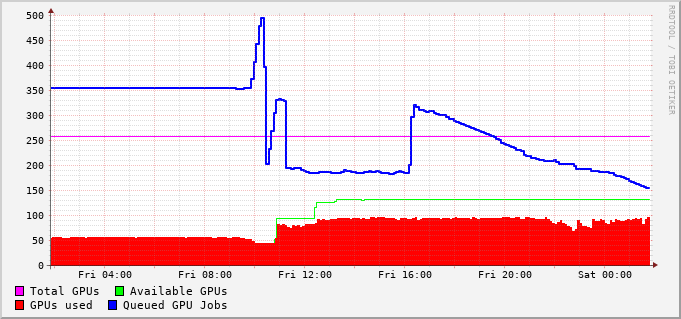 500
450
400
350
300
250
200
150
100
50
0
Fri 04:00 Fri 08:00 Fri 12:00 Fri 16:00 Fri 20:00 Sat 00:00
Total GPUs Available GPUs
GPUs used Queued GPU Jobs
RRDTOOL / TOBI OETIKER